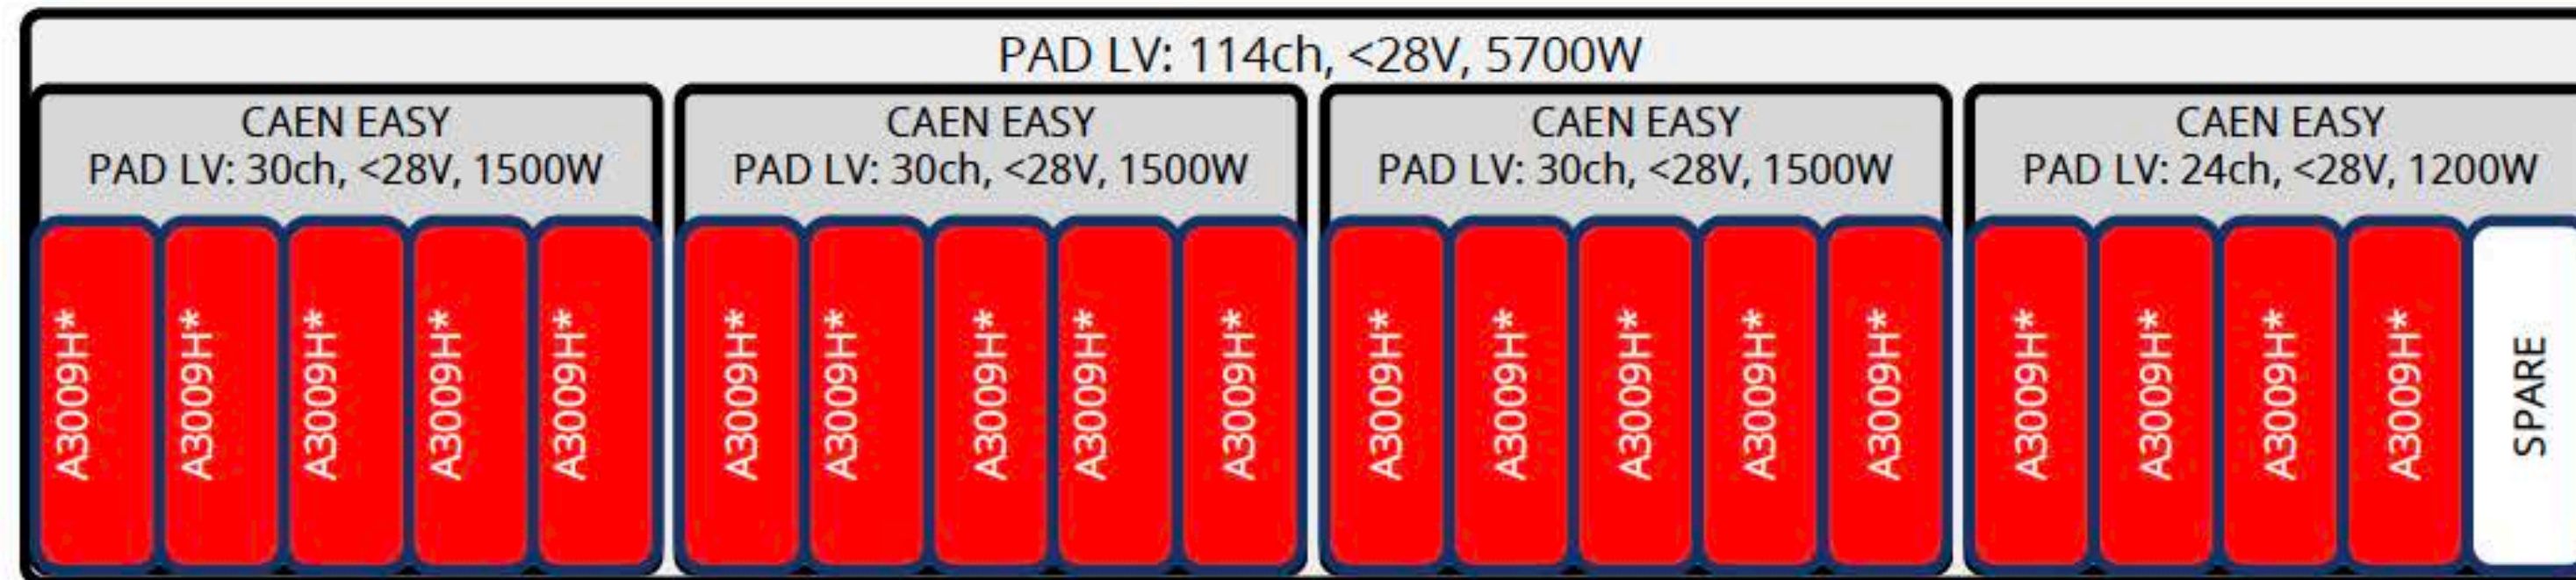 PAD LV: 114ch, <28V, 5700W
CAEN EASY
PAD LV: 30ch, <28V, 1500W
A3009H*
A3009H*
A3009H*
A3009H*
A3009H*
CAEN EASY
PAD LV: 30ch, <28V, 1500W
A3009H*
A3009H*
A3009H*
A3009H*
A3009H*
CAEN EASY
PAD LV: 30ch, <28V, 1500W
A3009H*
A3009H*
A3009H*
A3009H*
A3009H*
CAEN EASY
PAD LV: 24ch, <28V, 1200W
A3009H*
A3009H*
A3009H*
A3009H*
SPARE